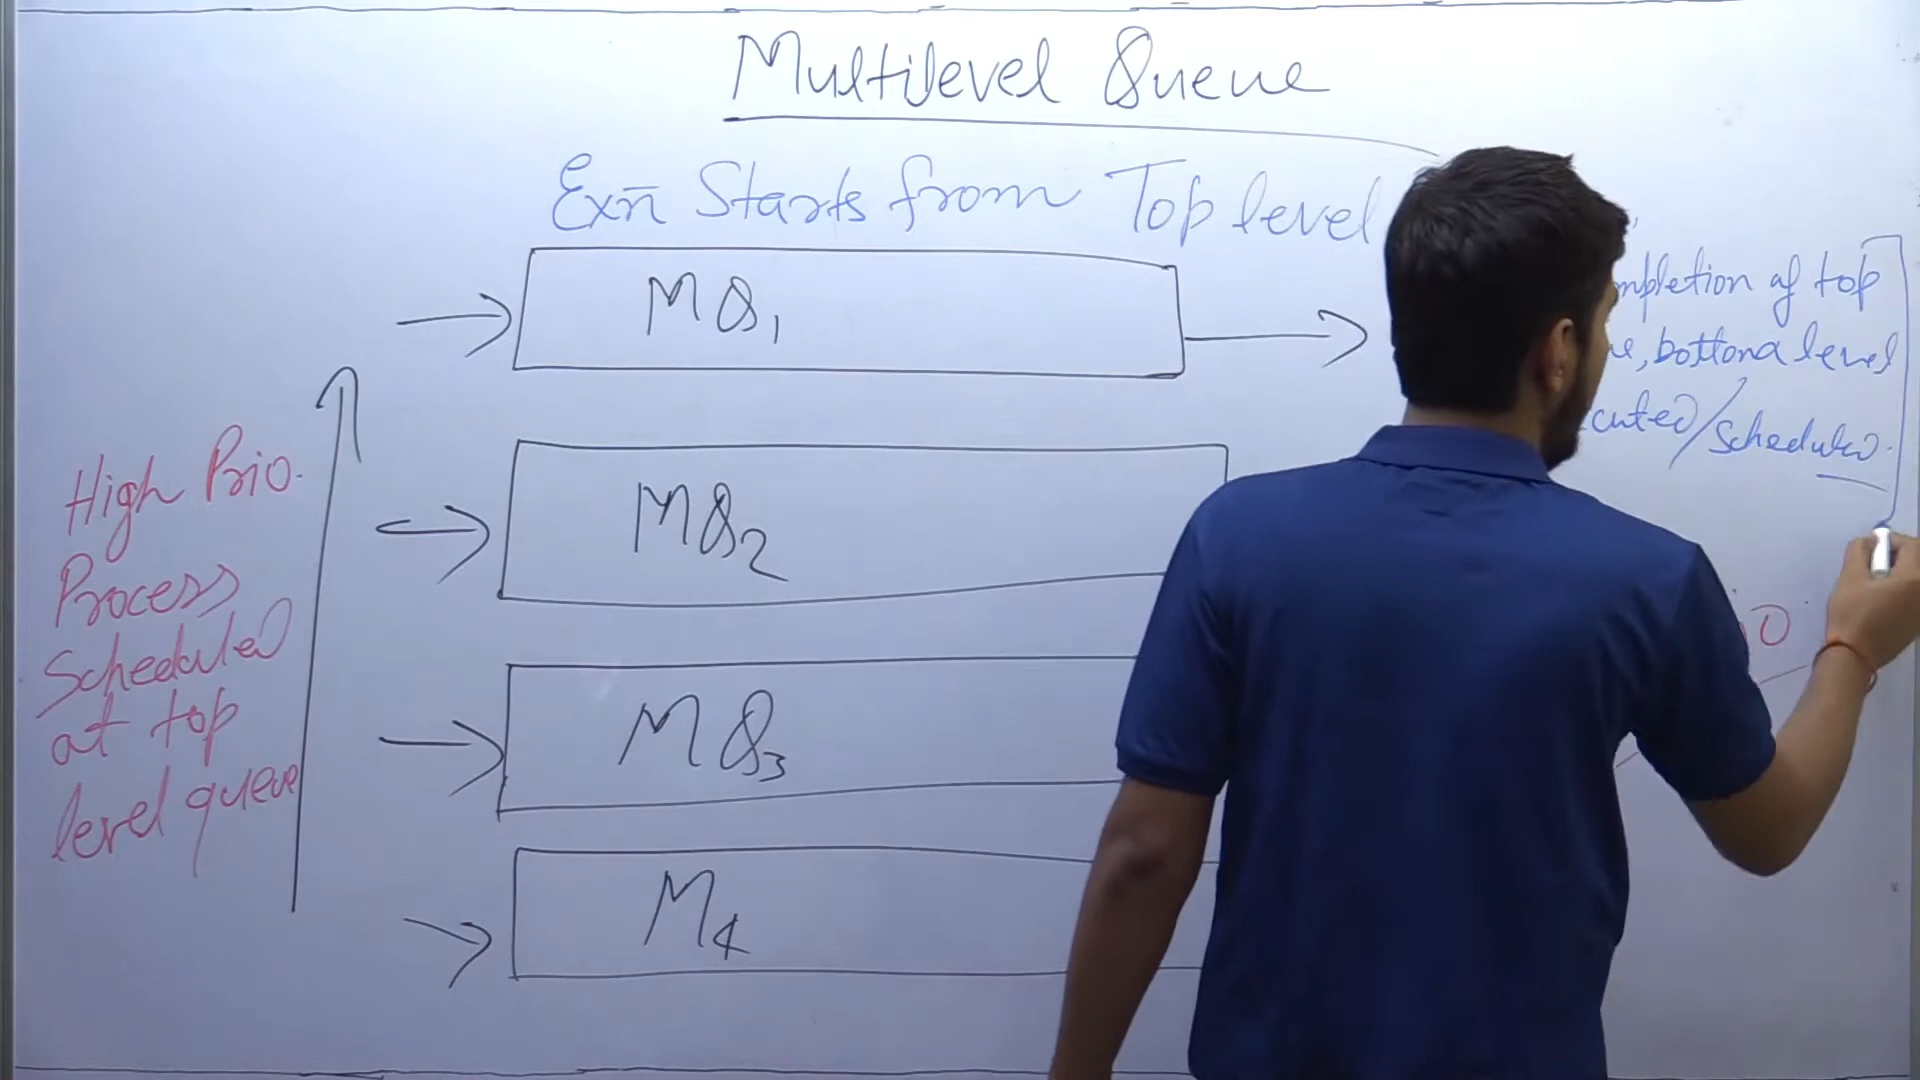 Multilevel Queue
Exn̄ Starts from Top level
MQ1
mpletion of top
bottom level
cuted/scheduled.
High Prio.
Process
Scheduled
at top
level queue
MQ2
MQ3
M4